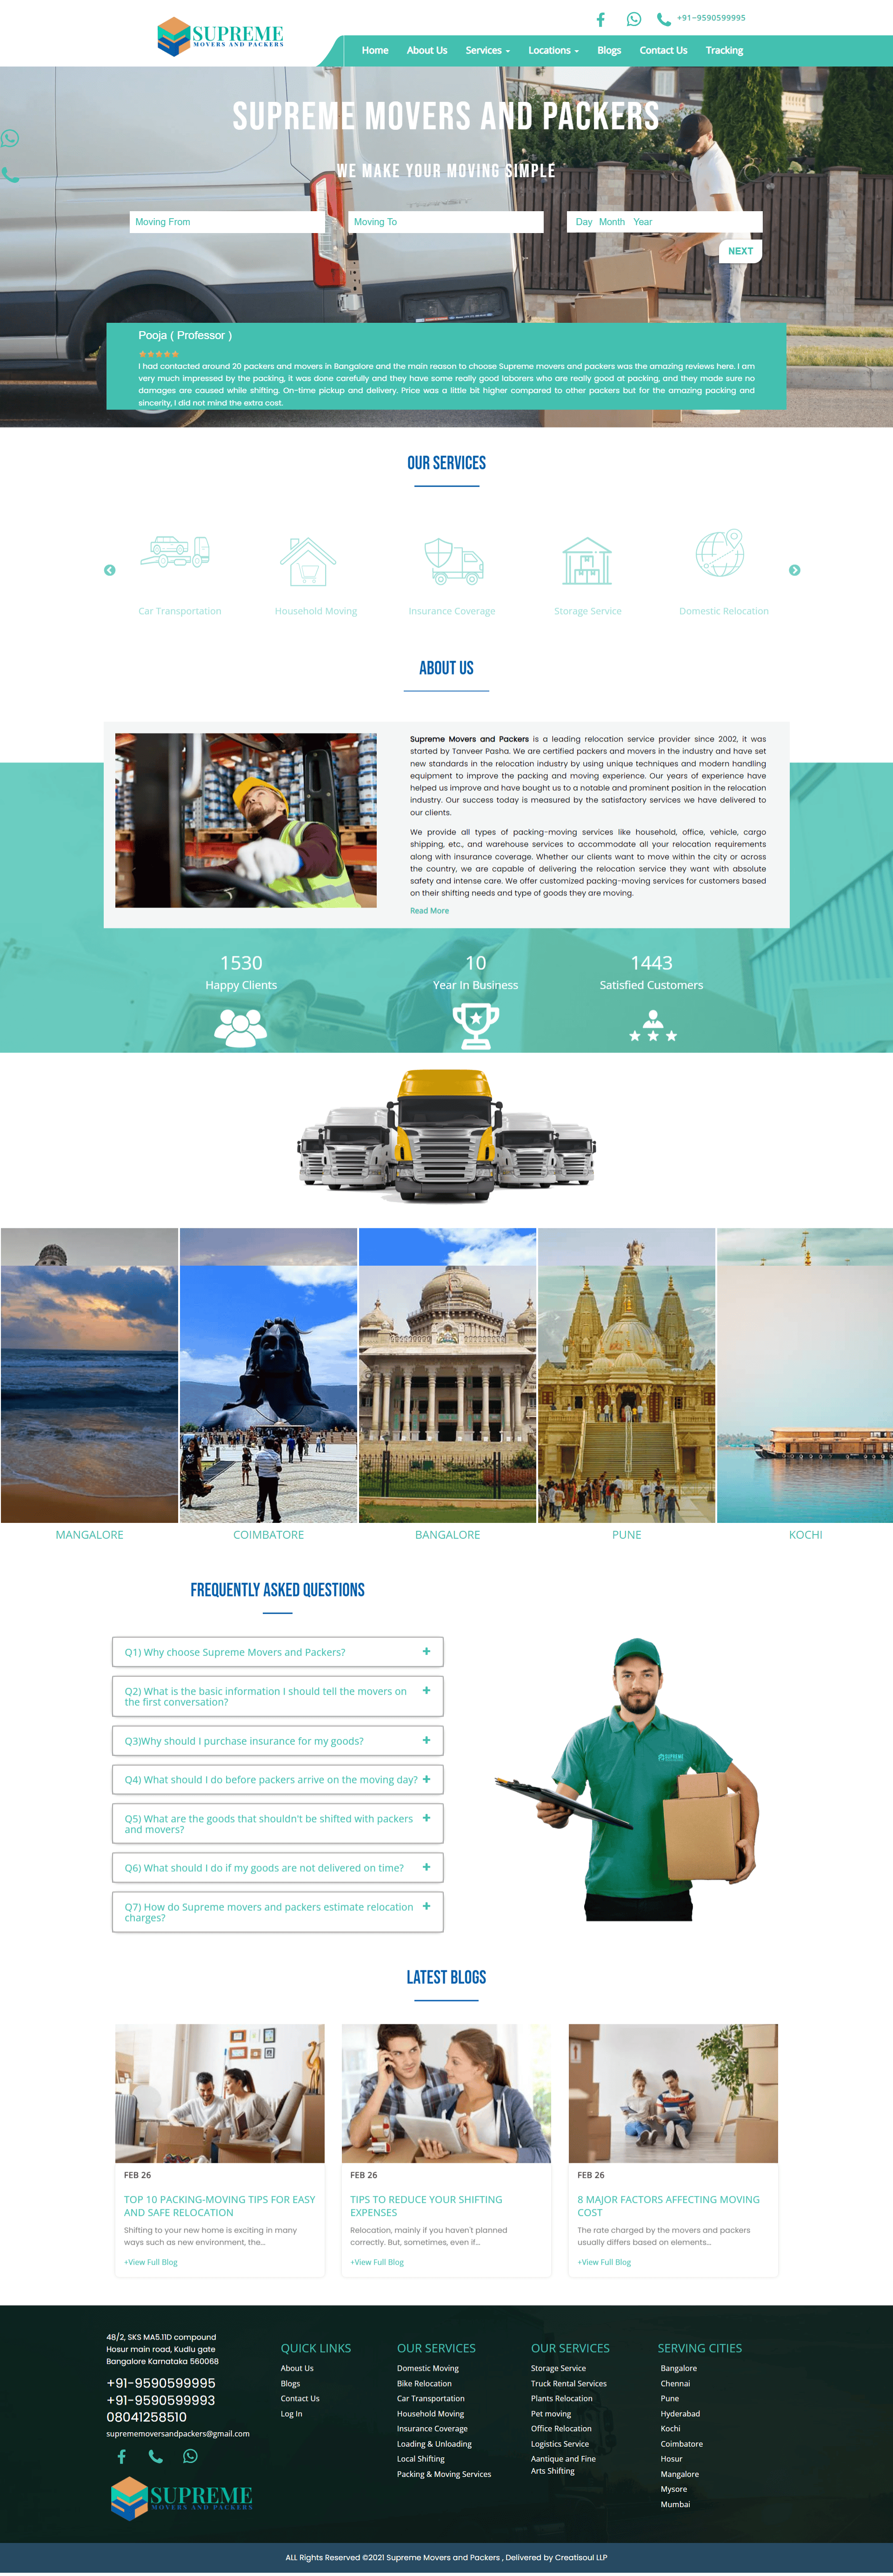 SUPREME
MOVERS AND PACKERS
+91-9590599995
Home About Us Services Locations Blogs Contact Us Tracking
SUPREME MOVERS AND PACKERS
WE MAKE YOUR MOVING SIMPLE
Moving From
Moving To
Day Month Year
NEXT
Pooja ( Professor )
I had contacted around 20 packers and movers in Bangalore and the main reason to choose Supreme movers and packers was the amazing reviews here. I am
very much impressed by the packing, it was done carefully and they have some really good laborers who are really good at packing, and they made sure no
damages are caused while shifting. On-time pickup and delivery. Price was a little bit higher compared to other packers but for the amazing packing and
sincerity, I did not mind the extra cost.
OUR SERVICES
Car Transportation
Household Moving
Insurance Coverage
Storage Service
Domestic Relocation
ABOUT US
Supreme Movers and Packers is a leading relocation service provider since 2002, it was
started by Tanveer Pasha. We are certified packers and movers in the industry and have set
new standards in the relocation industry by using unique techniques and modern handling
equipment to improve the packing and moving experience. Our years of experience have
helped us improve and have bought us to a notable and prominent position in the relocation
industry. Our success today is measured by the satisfactory services we have delivered to
our clients.
We provide all types of packing-moving services like household, office, vehicle, cargo
shipping, etc., and warehouse services to accommodate all your relocation requirements
along with insurance coverage. Whether our clients want to move within the city or across
the country, we are capable of delivering the relocation service they want with absolute
safety and intense care. We offer customized packing-moving services for customers based
on their shifting needs and type of goods they are moving.
Read More
1530
Happy Clients
10
Year In Business
1443
Satisfied Customers
MANGALORE
COIMBATORE
BANGALORE
PUNE
KOCHI
FREQUENTLY ASKED QUESTIONS
Q1) Why choose Supreme Movers and Packers?
Q2) What is the basic information I should tell the movers on
the first conversation?
Q3)Why should I purchase insurance for my goods?
Q4) What should I do before packers arrive on the moving day?
Q5) What are the goods that shouldn't be shifted with packers
and movers?
Q6) What should I do if my goods are not delivered on time?
Q7) How do Supreme movers and packers estimate relocation
charges?
SUPREME
LATEST BLOGS
FEB 26
TOP 10 PACKING-MOVING TIPS FOR EASY
AND SAFE RELOCATION
Shifting to your new home is exciting in many
ways such as new environment, the...
+View Full Blog
FEB 26
TIPS TO REDUCE YOUR SHIFTING
EXPENSES
Relocation, mainly if you haven't planned
correctly. But, sometimes, even if...
+View Full Blog
FEB 26
8 MAJOR FACTORS AFFECTING MOVING
COST
The rate charged by the movers and packers
usually differs based on elements...
+View Full Blog
48/2, SKS MA5.11D compound
Hosur main road, Kudlu gate
Bangalore Karnataka 560068
+91-9590599995
+91-9590599993
08041258510
suprememoversandpackers@gmail.com
SUPREME
MOVERS AND PACKERS
QUICK LINKS
About Us
Blogs
Contact Us
Log In
OUR SERVICES
Domestic Moving
Bike Relocation
Car Transportation
Household Moving
Insurance Coverage
Loading & Unloading
Local Shifting
Packing & Moving Services
OUR SERVICES
Storage Service
Truck Rental Services
Plants Relocation
Pet moving
Office Relocation
Logistics Service
Aantique and Fine
Arts Shifting
SERVING CITIES
Bangalore
Chennai
Pune
Hyderabad
Kochi
Coimbatore
Hosur
Mangalore
Mysore
Mumbai
ALL Rights Reserved ©2021 Supreme Movers and Packers , Delivered by Creatisoul LLP